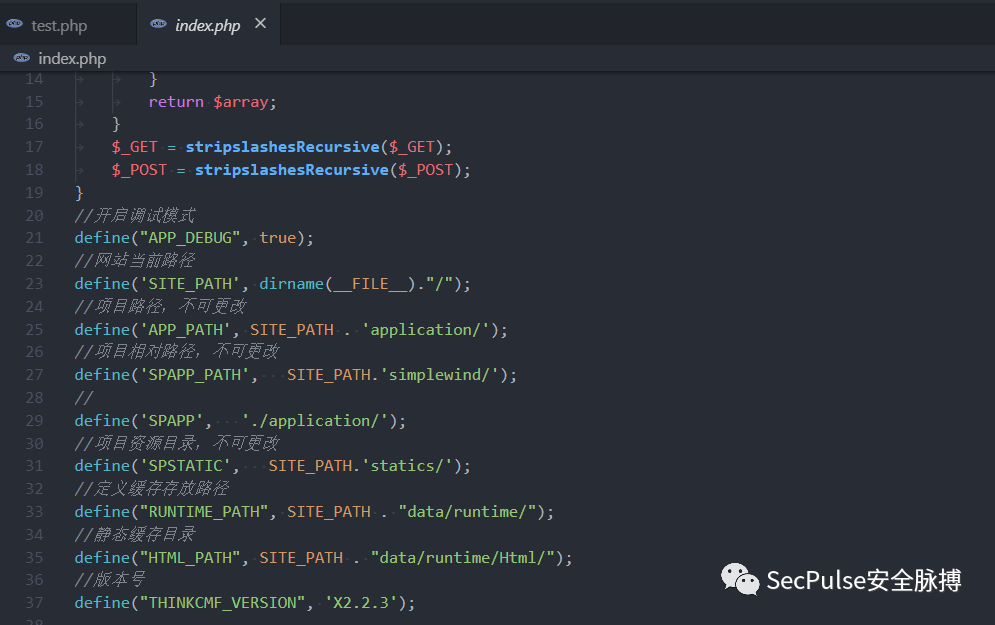 test.php index.php ×
index.php
14 }
15 return $array;
16 }
17 $_GET = stripslashesRecursive($_GET);
18 $_POST = stripslashesRecursive($_POST);
19 }
20 //开启调试模式
21 define("APP_DEBUG", true);
22 //网站当前路径
23 define('SITE_PATH', dirname(__FILE__)."/");
24 //项目路径，不可更改
25 define('APP_PATH', SITE_PATH . 'application/');
26 //项目相对路径，不可更改
27 define('SPAPP_PATH',   SITE_PATH.'simplewind/');
28 //
29 define('SPAPP',   './application/');
30 //项目资源目录，不可更改
31 define('SPSTATIC',   SITE_PATH.'statics/');
32 //定义缓存存放路径
33 define("RUNTIME_PATH", SITE_PATH . "data/runtime/");
34 //静态缓存目录
35 define("HTML_PATH", SITE_PATH . "data/runtime/Html/");
36 //版本号
37 define("THINKCMF_VERSION", 'X2.2.3');
SecPulse安全脉搏